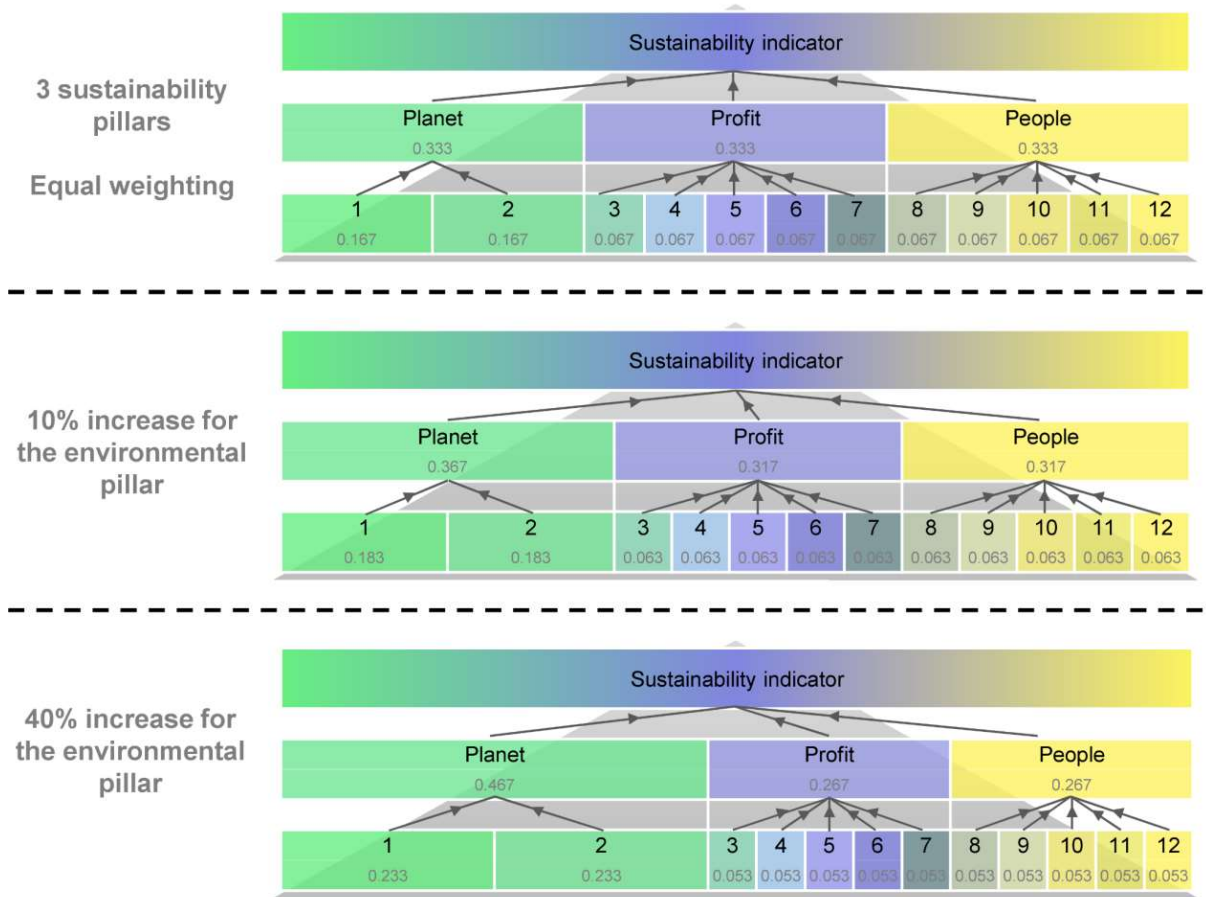 Sustainability indicator
3 sustainability
pillars
Equal weighting
Planet Profit People
0.333 0.333 0.333
1 2 3 4 5 6 7 8 9 10 11 12
0.167 0.167 0.067 0.067 0.067 0.067 0.067 0.067 0.067 0.067 0.067 0.067
Sustainability indicator
10% increase for
the environmental
pillar
Planet Profit People
0.367 0.317 0.317
1 2 3 4 5 6 7 8 9 10 11 12
0.183 0.183 0.063 0.063 0.063 0.063 0.063 0.063 0.063 0.063 0.063 0.063
Sustainability indicator
40% increase for
the environmental
pillar
Planet Profit People
0.467 0.267 0.267
1 2 3 4 5 6 7 8 9 10 11 12
0.233 0.233 0.053 0.053 0.053 0.053 0.053 0.053 0.053 0.053 0.053 0.053